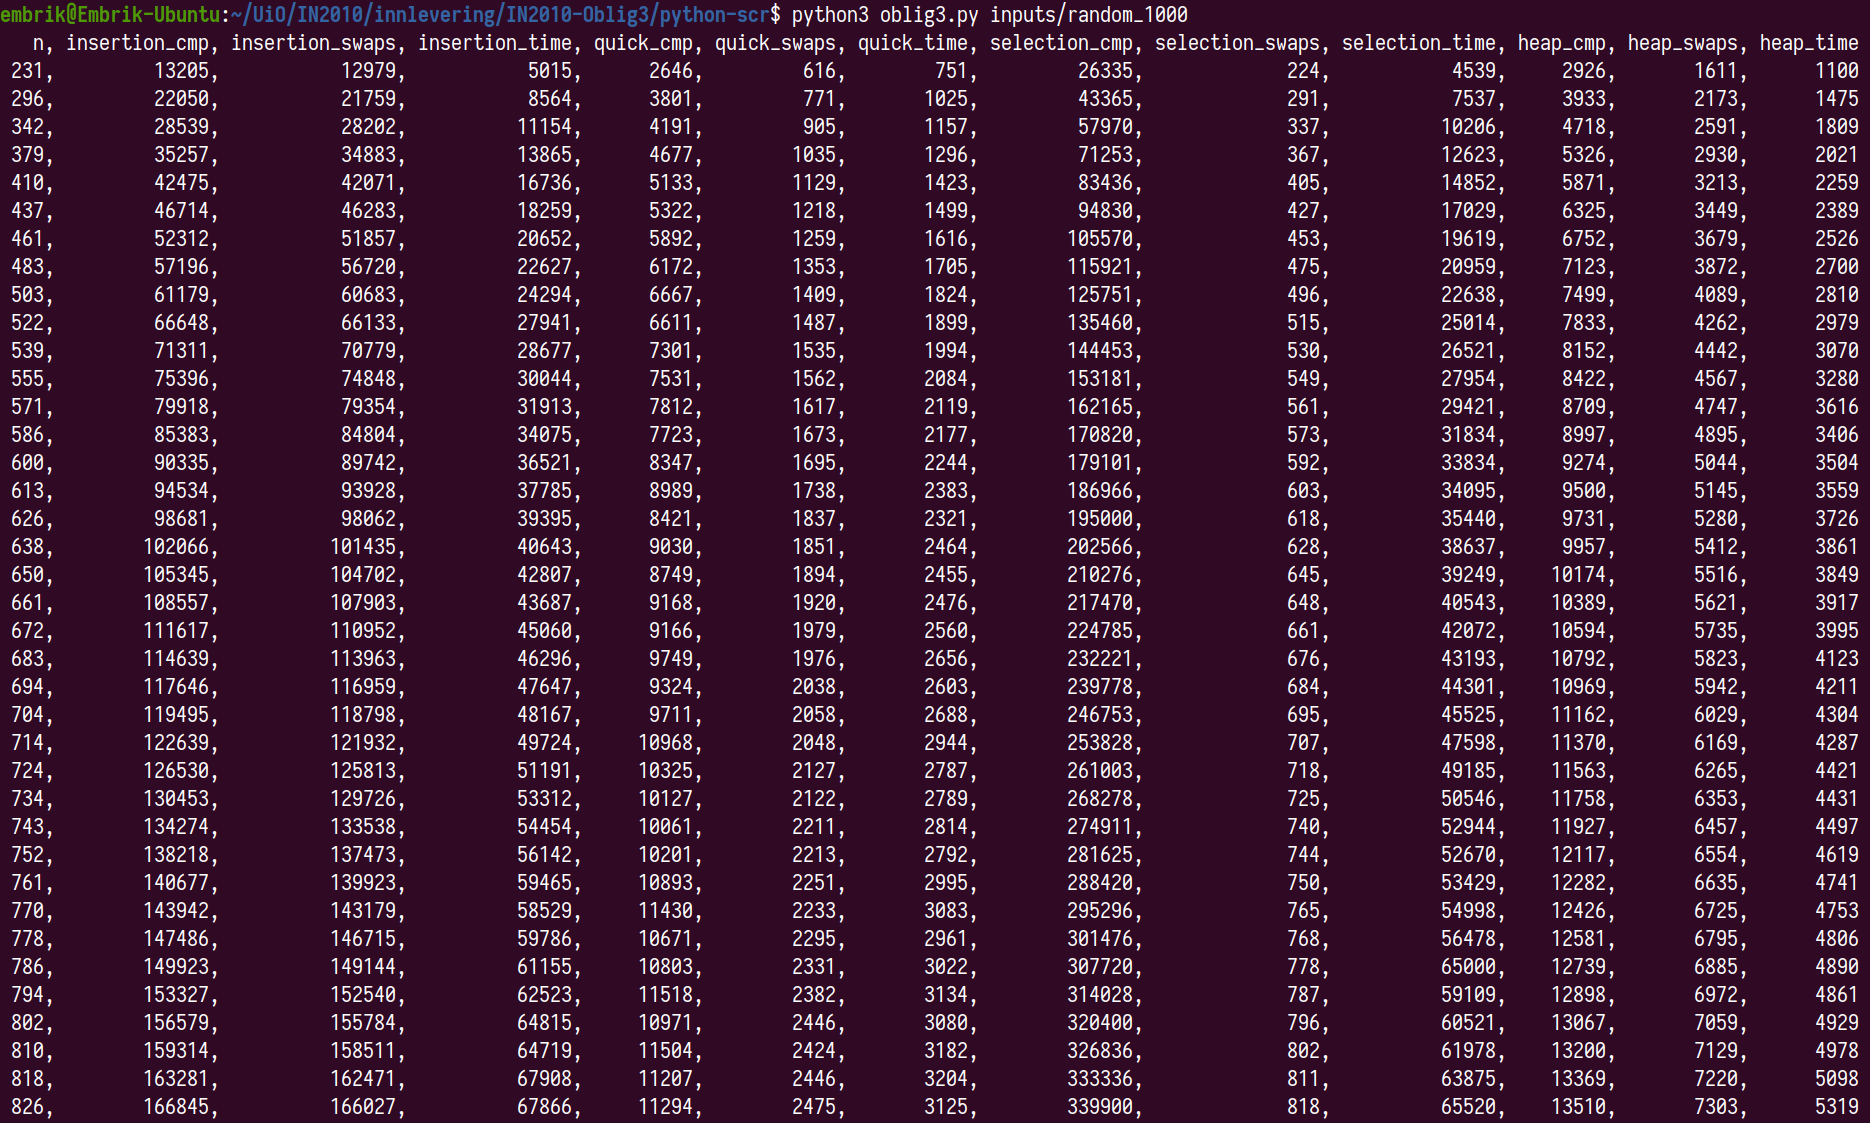 embrik@Embrik-Ubuntu:~/UiO/IN2010/innlevering/IN2010-Oblig3/python-scr$ python3 oblig3.py inputs/random_1000
n, insertion_cmp, insertion_swaps, insertion_time, quick_cmp, quick_swaps, quick_time, selection_cmp, selection_swaps, selection_time, heap_cmp, heap_swaps, heap_time
231, 13205, 12979, 5015, 2646, 616, 751, 26335, 224, 4539, 2926, 1611, 1100
296, 22050, 21759, 8564, 3801, 771, 1025, 43365, 291, 7537, 3933, 2173, 1475
342, 28539, 28202, 11154, 4191, 905, 1157, 57970, 337, 10206, 4718, 2591, 1809
379, 35257, 34883, 13865, 4677, 1035, 1296, 71253, 367, 12623, 5326, 2930, 2021
410, 42475, 42071, 16736, 5133, 1129, 1423, 83436, 405, 14852, 5871, 3213, 2259
437, 46714, 46283, 18259, 5322, 1218, 1499, 94830, 427, 17029, 6325, 3449, 2389
461, 52312, 51857, 20652, 5892, 1259, 1616, 105570, 453, 19619, 6752, 3679, 2526
483, 57196, 56720, 22627, 6172, 1353, 1705, 115921, 475, 20959, 7123, 3872, 2700
503, 61179, 60683, 24294, 6667, 1409, 1824, 125751, 496, 22638, 7499, 4089, 2810
522, 66648, 66133, 27941, 6611, 1487, 1899, 135460, 515, 25014, 7833, 4262, 2979
539, 71311, 70779, 28677, 7301, 1535, 1994, 144453, 530, 26521, 8152, 4442, 3070
555, 75396, 74848, 30044, 7531, 1562, 2084, 153181, 549, 27954, 8422, 4567, 3280
571, 79918, 79354, 31913, 7812, 1617, 2119, 162165, 561, 29421, 8709, 4747, 3616
586, 85383, 84804, 34075, 7723, 1673, 2177, 170820, 573, 31834, 8997, 4895, 3406
600, 90335, 89742, 36521, 8347, 1695, 2244, 179101, 592, 33834, 9274, 5044, 3504
613, 94534, 93928, 37785, 8989, 1738, 2383, 186966, 603, 34095, 9500, 5145, 3559
626, 98681, 98062, 39395, 8421, 1837, 2321, 195000, 618, 35440, 9731, 5280, 3726
638, 102066, 101435, 40643, 9030, 1851, 2464, 202566, 628, 38637, 9957, 5412, 3861
650, 105345, 104702, 42807, 8749, 1894, 2455, 210276, 645, 39249, 10174, 5516, 3849
661, 108557, 107903, 43687, 9168, 1920, 2476, 217470, 648, 40543, 10389, 5621, 3917
672, 111617, 110952, 45060, 9166, 1979, 2560, 224785, 661, 42072, 10594, 5735, 3995
683, 114639, 113963, 46296, 9749, 1976, 2656, 232221, 676, 43193, 10792, 5823, 4123
694, 117646, 116959, 47647, 9324, 2038, 2603, 239778, 684, 44301, 10969, 5942, 4211
704, 119495, 118798, 48167, 9711, 2058, 2688, 246753, 695, 45525, 11162, 6029, 4304
714, 122639, 121932, 49724, 10968, 2048, 2944, 253828, 707, 47598, 11370, 6169, 4287
724, 126530, 125813, 51191, 10325, 2127, 2787, 261003, 718, 49185, 11563, 6265, 4421
734, 130453, 129726, 53312, 10127, 2122, 2789, 268278, 725, 50546, 11758, 6353, 4431
743, 134274, 133538, 54454, 10061, 2211, 2814, 274911, 740, 52944, 11927, 6457, 4497
752, 138218, 137473, 56142, 10201, 2213, 2792, 281625, 744, 52670, 12117, 6554, 4619
761, 140677, 139923, 59465, 10893, 2251, 2995, 288420, 750, 53429, 12282, 6635, 4741
770, 143942, 143179, 58529, 11430, 2233, 3083, 295296, 765, 54998, 12426, 6725, 4753
778, 147486, 146715, 59786, 10671, 2295, 2961, 301476, 768, 56478, 12581, 6795, 4806
786, 149923, 149144, 61155, 10803, 2331, 3022, 307720, 778, 65000, 12739, 6885, 4890
794, 153327, 152540, 62523, 11518, 2382, 3134, 314028, 787, 59109, 12898, 6972, 4861
802, 156579, 155784, 64815, 10971, 2446, 3080, 320400, 796, 60521, 13067, 7059, 4929
810, 159314, 158511, 64719, 11504, 2424, 3182, 326836, 802, 61978, 13200, 7129, 4978
818, 163281, 162471, 67908, 11207, 2446, 3204, 333336, 811, 63875, 13369, 7220, 5098
826, 166845, 166027, 67866, 11294, 2475, 3125, 339900, 818, 65520, 13510, 7303, 5319